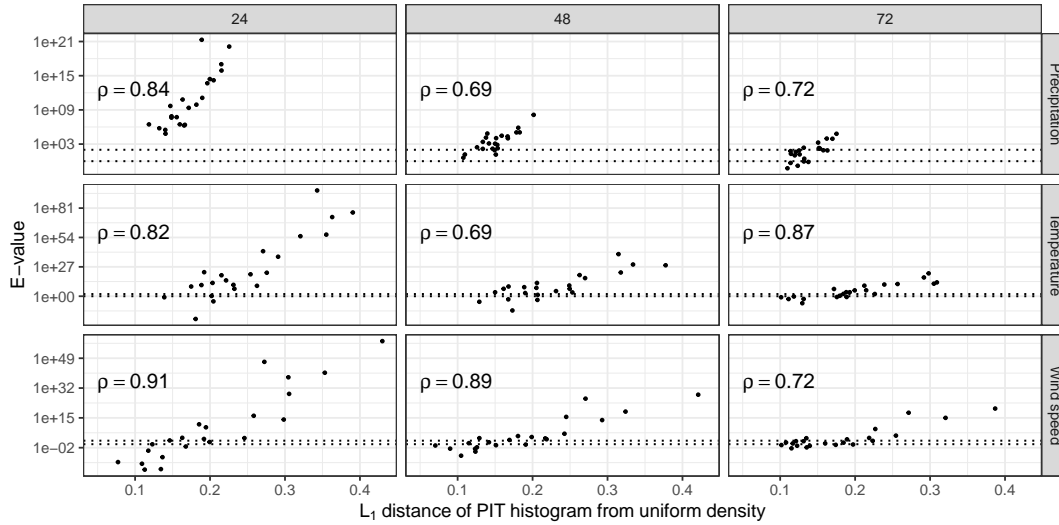 24 48 72
1e+21
1e+15
1e+09
1e+03
ρ = 0.84 ρ = 0.69 ρ = 0.72
Precipitation
1e+81
1e+54
1e+27
1e+00
ρ = 0.82 ρ = 0.69 ρ = 0.87
Temperature
E−value
1e+49
1e+32
1e+15
1e−02
ρ = 0.91 ρ = 0.89 ρ = 0.72
Wind speed
0.1 0.2 0.3 0.4 0.1 0.2 0.3 0.4 0.1 0.2 0.3 0.4
L₁ distance of PIT histogram from uniform density